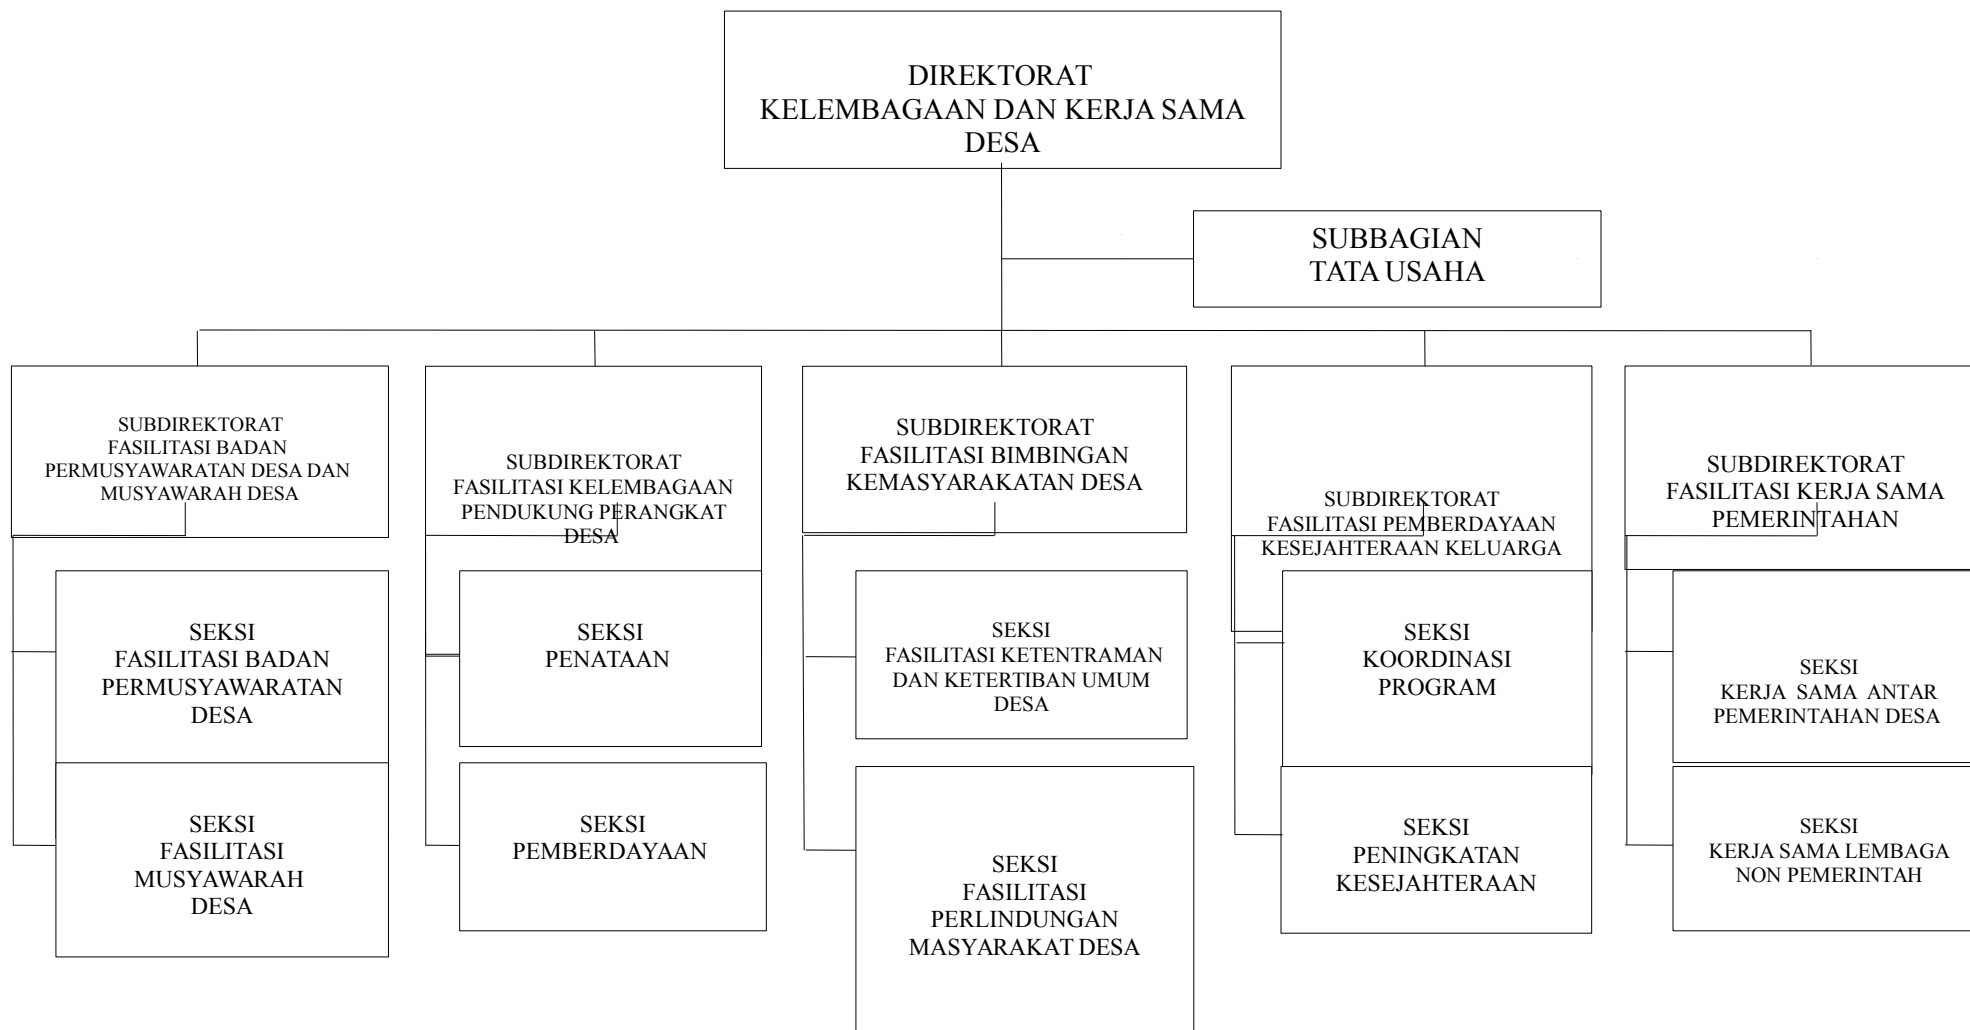 DIREKTORAT
KELEMBAGAAN DAN KERJA SAMA
DESA
SUBBAGIAN
TATA USAHA
SUBDIREKTORAT
FASILITASI BADAN
PERMUSYAWARATAN DESA DAN
MUSYAWARAH DESA
SUBDIREKTORAT
FASILITASI KELEMBAGAAN
PENDUKUNG PERANGKAT
DESA
SUBDIREKTORAT
FASILITASI BIMBINGAN
KEMASYARAKATAN DESA
SUBDIREKTORAT
FASILITASI PEMBERDAYAAN
KESEJAHTERAAN KELUARGA
SUBDIREKTORAT
FASILITASI KERJA SAMA
PEMERINTAHAN
SEKSI
FASILITASI BADAN
PERMUSYAWARATAN
DESA
SEKSI
PENATAAN
SEKSI
FASILITASI KETENTRAMAN
DAN KETERTIBAN UMUM
DESA
SEKSI
KOORDINASI
PROGRAM
SEKSI
KERJA SAMA ANTAR
PEMERINTAHAN DESA
SEKSI
FASILITASI
MUSYAWARAH
DESA
SEKSI
PEMBERDAYAAN
SEKSI
FASILITASI
PERLINDUNGAN
MASYARAKAT DESA
SEKSI
PENINGKATAN
KESEJAHTERAAN
SEKSI
KERJA SAMA LEMBAGA
NON PEMERINTAH